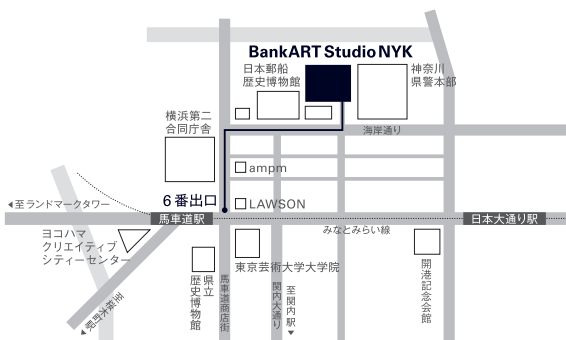 BankART Studio NYK
日本郵船
歴史博物館
神奈川
県警本部
横浜第二
合同庁舎
海岸通り
ampm
6番出口
LAWSON
◀至ランドマークタワー
馬車道駅
日本大通り駅
みなとみらい線
ヨコハマ
クリエイティブ
シティーセンター
東京芸術大学大学院
県立
歴史博物館
馬車道商店街
関内大通り
至関内駅▼
開港記念会館
至桜木町駅▼